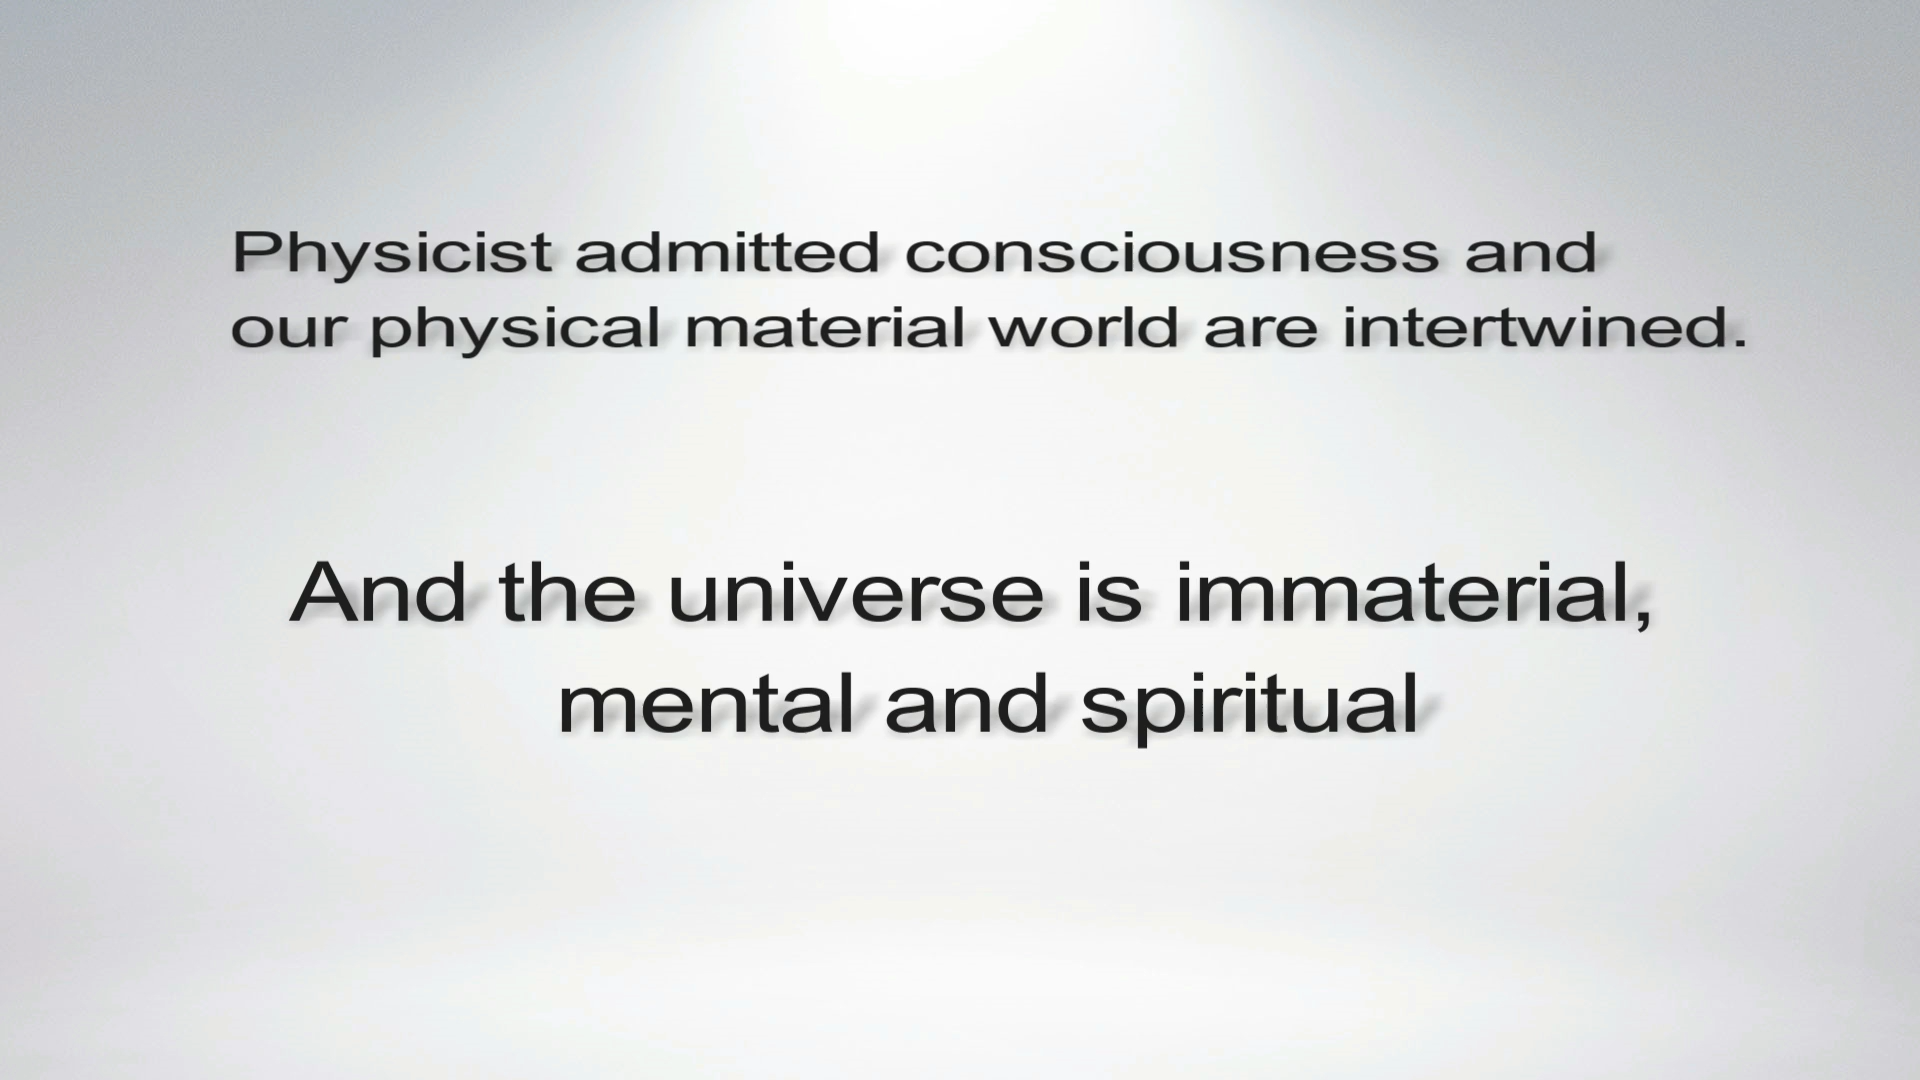 Physicist admitted consciousness and
our physical material world are intertwined.
And the universe is immaterial,
mental and spiritual